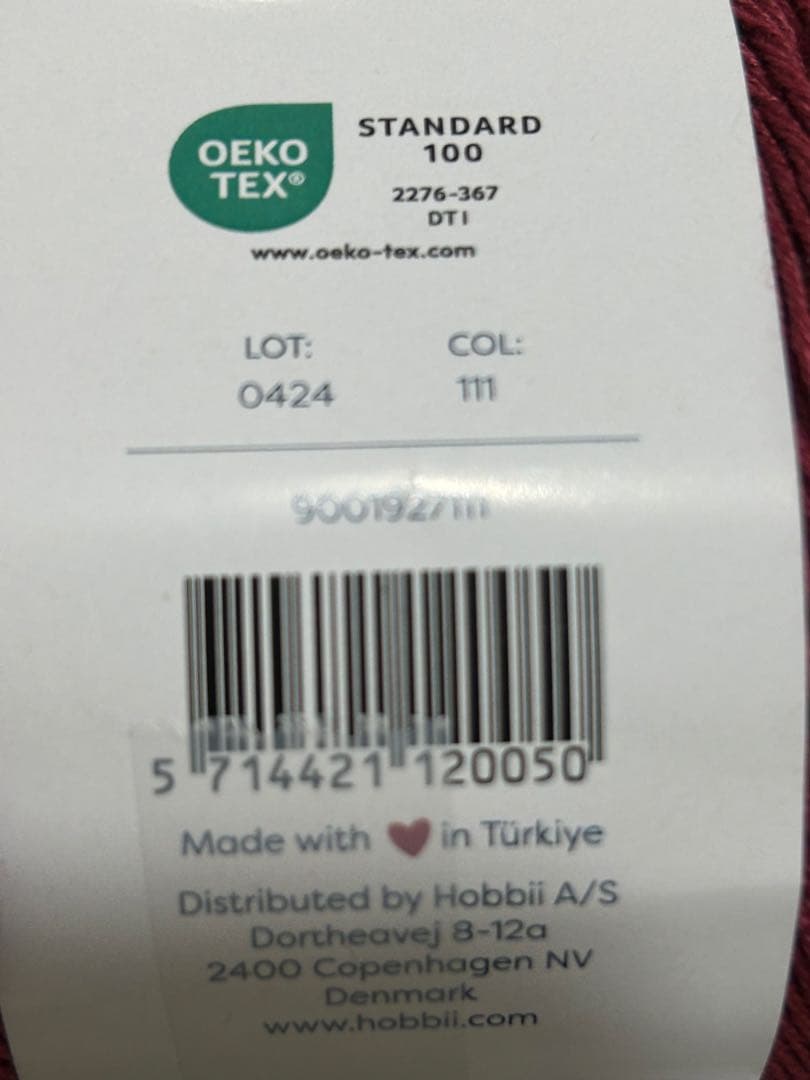 OEKO
TEX®
STANDARD
100
2276-367
DTI
www.oeko-tex.com
LOT: COL:
0424 111
9001927111
5 714421 120050
Made with ❤ in Türkiye
Distributed by Hobbii A/S
Dortheavej 8-12a
2400 Copenhagen NV
Denmark
www.hobbii.com